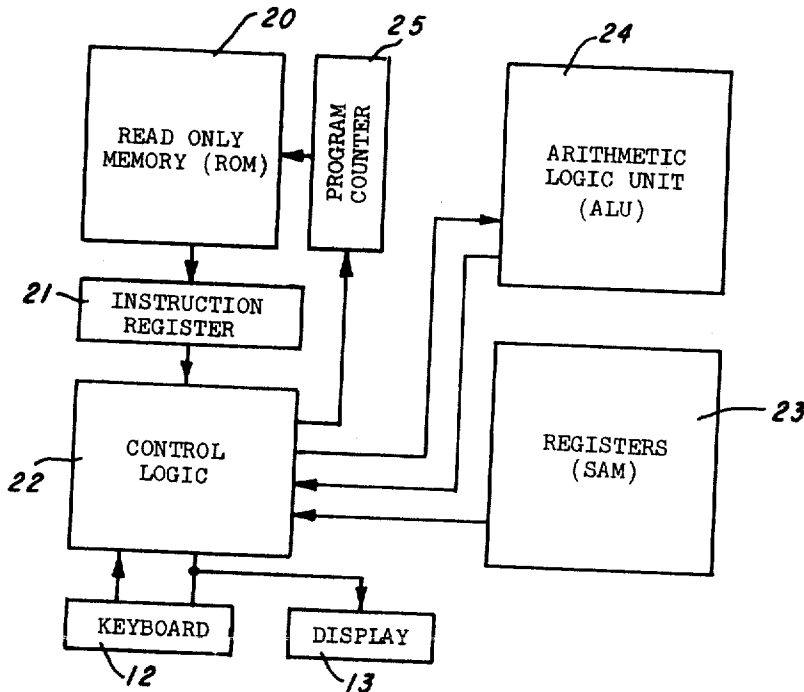 20
25
24
READ ONLY
MEMORY (ROM)
PROGRAM
COUNTER
ARITHMETIC
LOGIC UNIT
(ALU)
21
INSTRUCTION
REGISTER
23
22
CONTROL
LOGIC
REGISTERS
(SAM)
KEYBOARD
DISPLAY
12
13